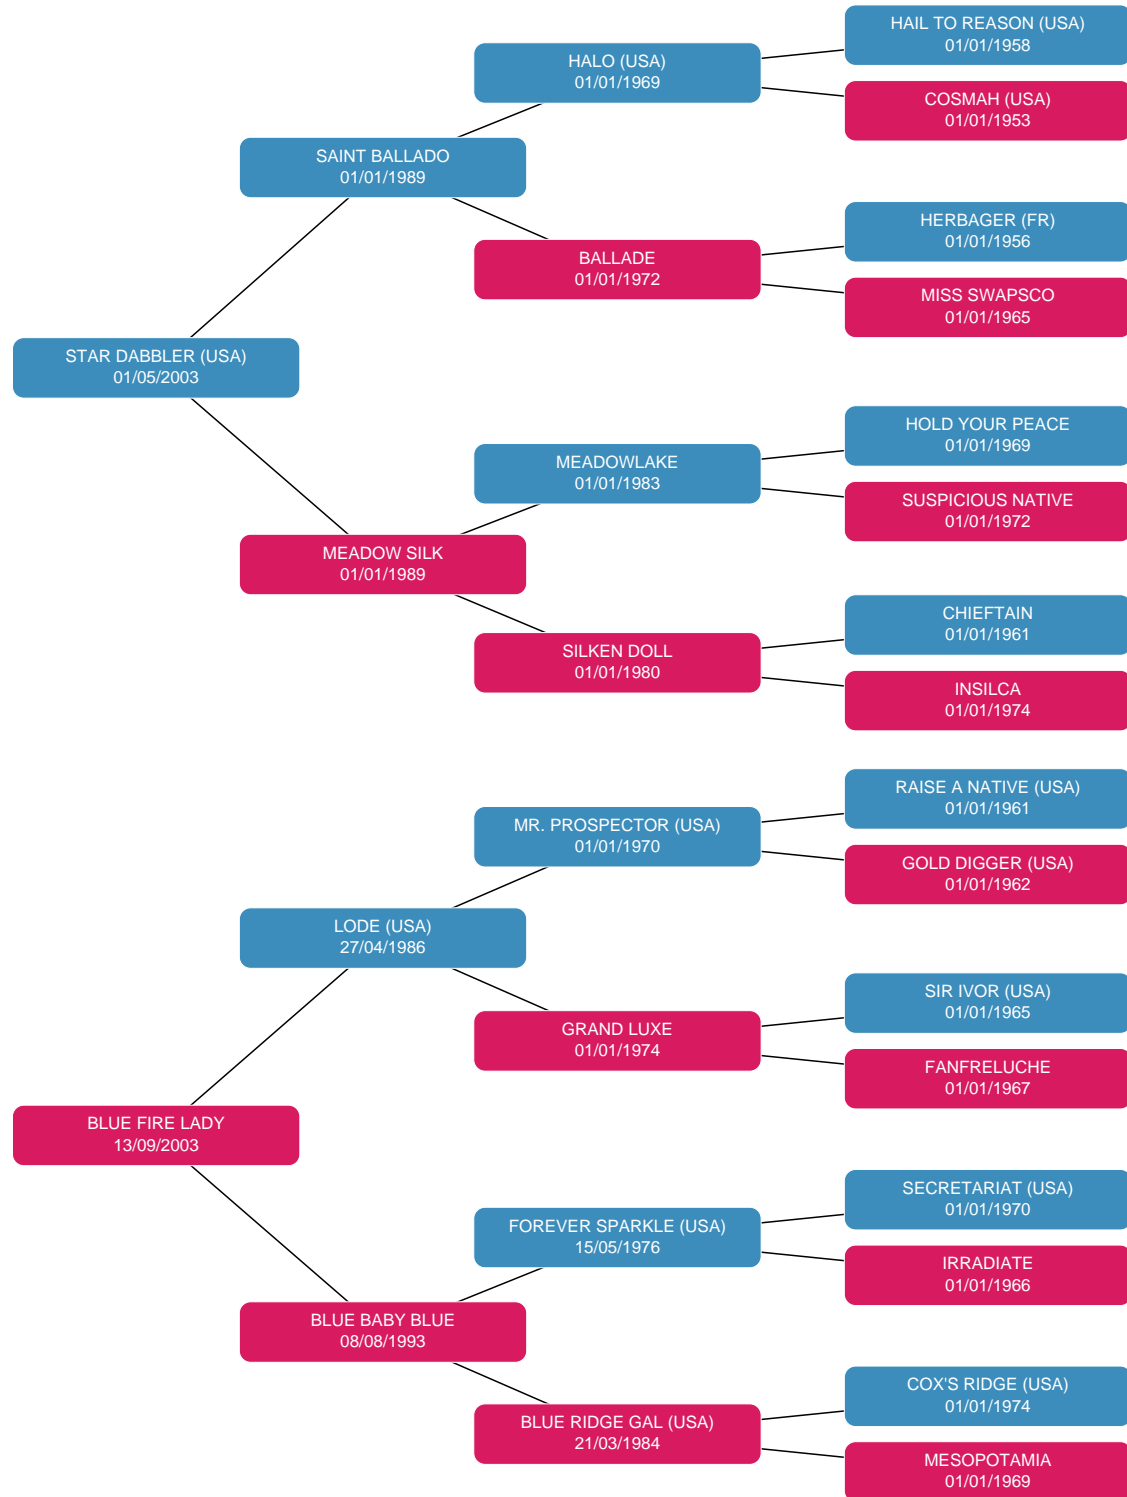 HAIL TO REASON (USA)
01/01/1958
HALO (USA)
01/01/1969
COSMAH (USA)
01/01/1953
SAINT BALLADO
01/01/1989
HERBAGER (FR)
01/01/1956
BALLADE
01/01/1972
MISS SWAPSCO
01/01/1965
STAR DABBLER (USA)
01/05/2003
HOLD YOUR PEACE
01/01/1969
MEADOWLAKE
01/01/1983
SUSPICIOUS NATIVE
01/01/1972
MEADOW SILK
01/01/1989
CHIEFTAIN
01/01/1961
SILKEN DOLL
01/01/1980
INSILCA
01/01/1974
RAISE A NATIVE (USA)
01/01/1961
MR. PROSPECTOR (USA)
01/01/1970
GOLD DIGGER (USA)
01/01/1962
LODE (USA)
27/04/1986
SIR IVOR (USA)
01/01/1965
GRAND LUXE
01/01/1974
FANFRELUCHE
01/01/1967
BLUE FIRE LADY
13/09/2003
SECRETARIAT (USA)
01/01/1970
FOREVER SPARKLE (USA)
15/05/1976
IRRADIATE
01/01/1966
BLUE BABY BLUE
08/08/1993
COX'S RIDGE (USA)
01/01/1974
BLUE RIDGE GAL (USA)
21/03/1984
MESOPOTAMIA
01/01/1969